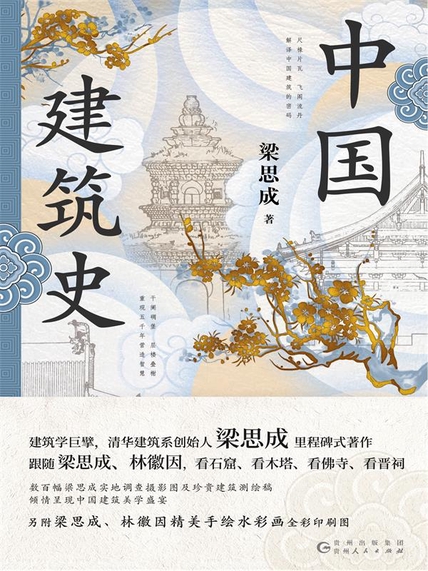 中国
建筑史
尺椽片瓦 飞阁流丹
解译中国建筑的密码
梁思成 著
千阑碉堡 层楼叠榭
重现五千年营造智慧
建筑学巨擘，清华建筑系创始人 梁思成 里程碑式著作
跟随 梁思成、林徽因，看石窟、看木塔、看佛寺、看晋祠
数百幅梁思成实地调查摄影图及珍贵建筑测绘稿
倾情呈现中国建筑美学盛宴
另附 梁思成、林徽因精美手绘水彩画 全彩印刷图
贵州出版集团
贵州人民出版社